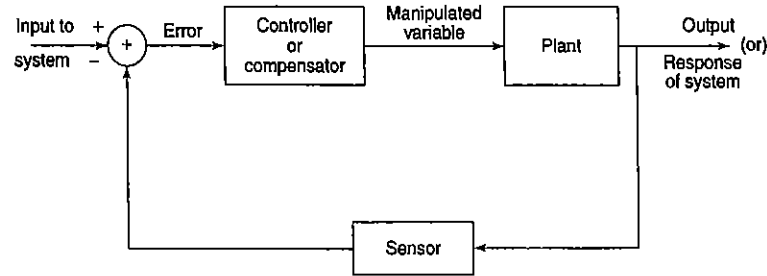 Input to
system
+
−
+
Error
Controller
or
compensator
Manipulated
variable
Plant
Output
(or)
Response
of system
Sensor